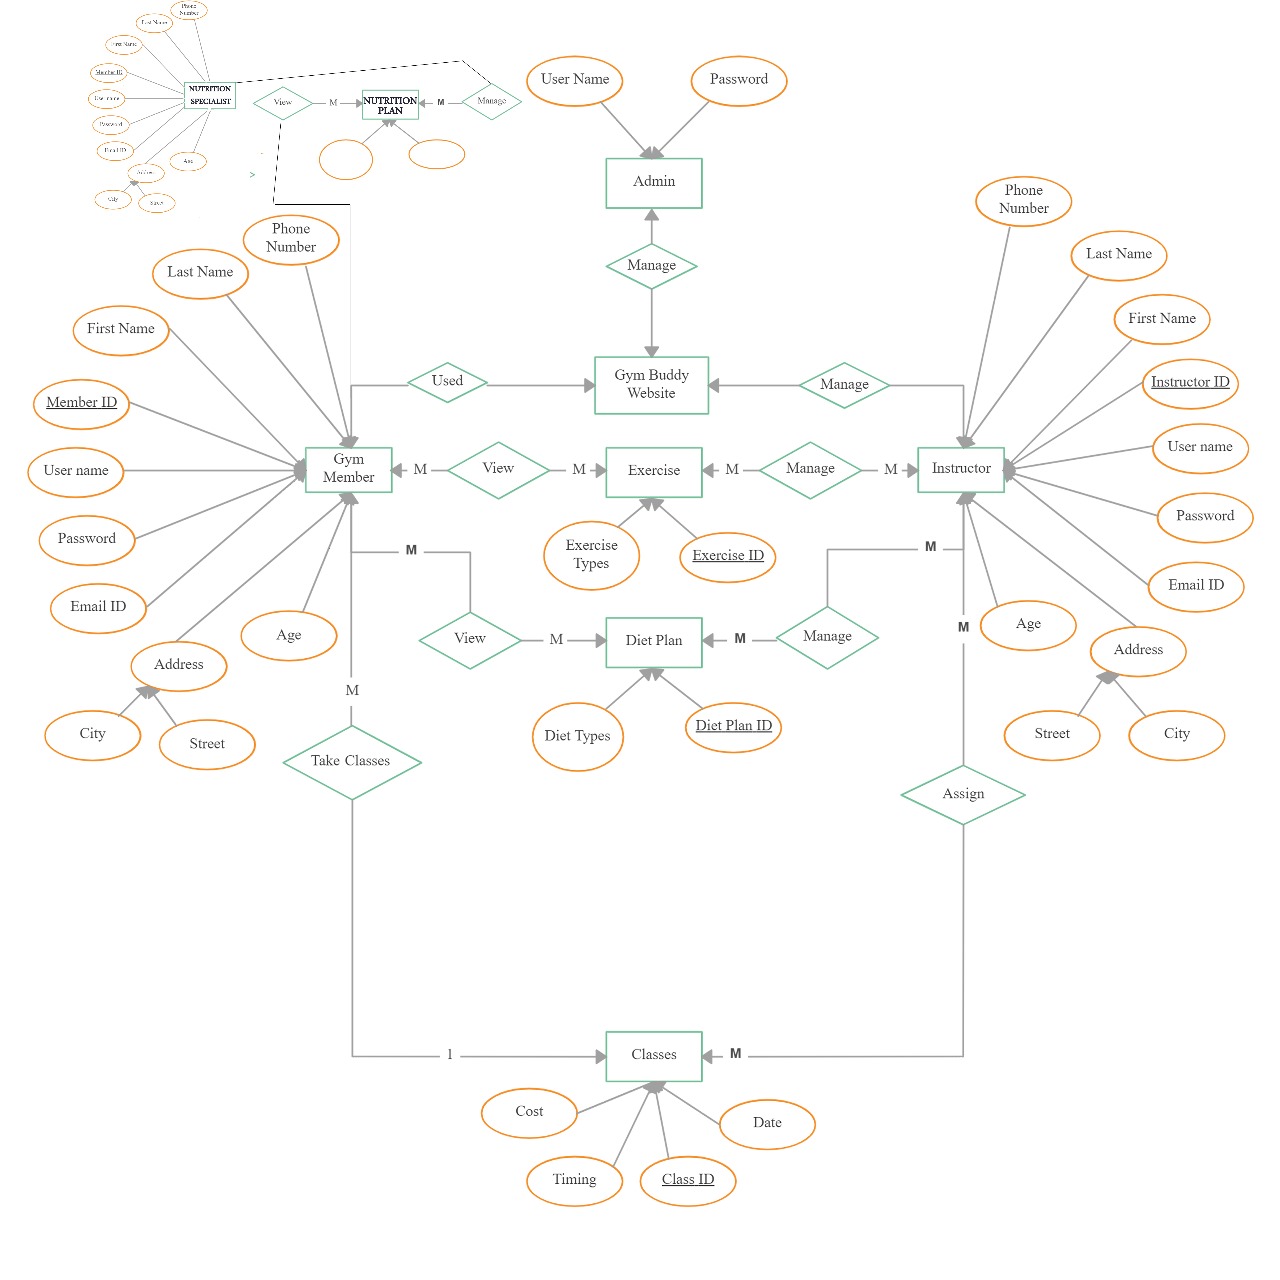 Phone
Number
Last Name
First Name
Member ID
User name
Password
Email ID
Address
Age
City
Street
NUTRITION
SPECIALIST
View
M
NUTRITION
PLAN
M
Manage
>
User Name
Password
Admin
Manage
Gym Buddy
Website
Used
Manage
Phone
Number
Last Name
First Name
Member ID
User name
Password
Email ID
Address
Age
City
Street
Gym
Member
M
View
M
Exercise
M
Manage
M
Instructor
Exercise
Types
Exercise ID
Phone
Number
Last Name
First Name
Instructor ID
User name
Password
Email ID
Age
Address
Street
City
M
View
M
Diet Plan
M
Manage
M
Diet Types
Diet Plan ID
M
Take Classes
1
M
Assign
M
Classes
Cost
Timing
Class ID
Date